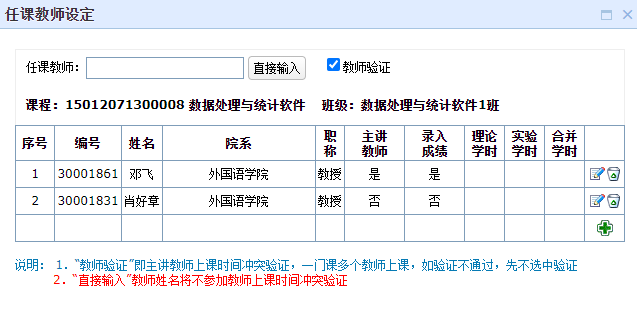 任课教师设定
任课教师： 直接输入 教师验证
课程：15012071300008 数据处理与统计软件 班级：数据处理与统计软件1班
序号 编号 姓名 院系 职称 主讲教师 录入成绩 理论学时 实验学时 合并学时
1 30001861 邓飞 外国语学院 教授 是 是
2 30001831 肖好章 外国语学院 教授 否 否
说明： 1.“教师验证”即主讲教师上课时间冲突验证，一门课多个教师上课，如验证不通过，先不选中验证
2.“直接输入”教师姓名将不参加教师上课时间冲突验证